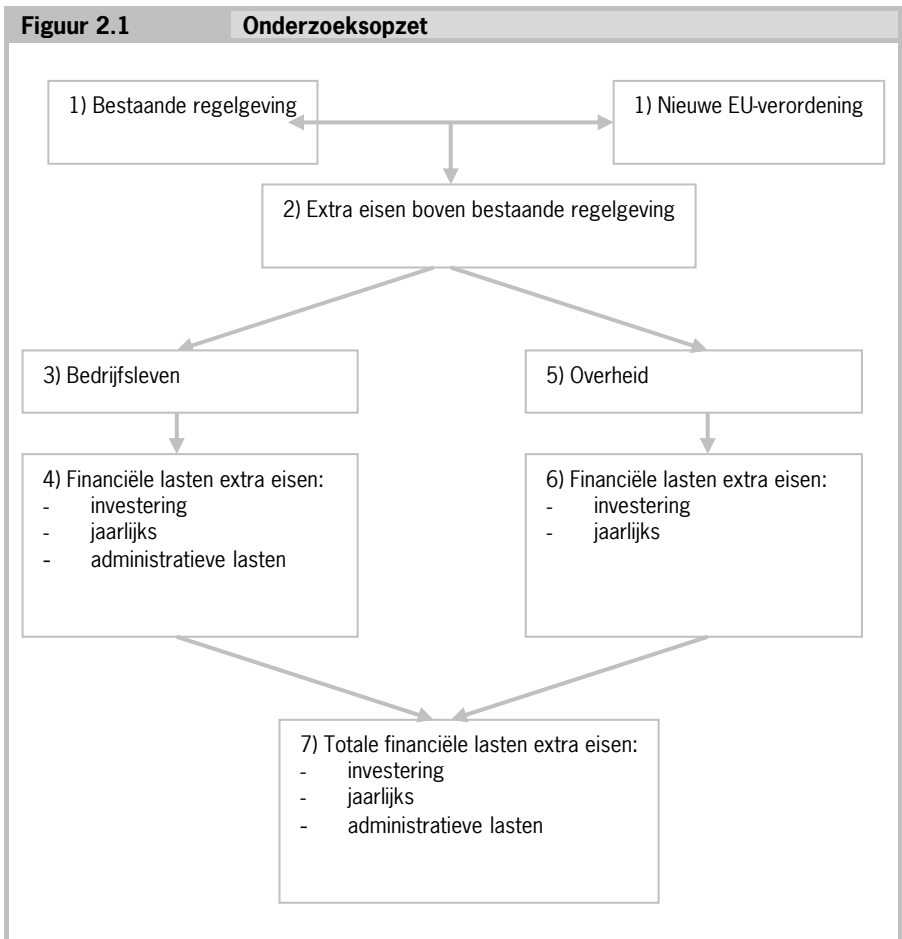 Figuur 2.1 Onderzoeksopzet
1) Bestaande regelgeving
1) Nieuwe EU-verordening
2) Extra eisen boven bestaande regelgeving
3) Bedrijfsleven
5) Overheid
4) Financiële lasten extra eisen:
- investering
- jaarlijks
- administratieve lasten
6) Financiële lasten extra eisen:
- investering
- jaarlijks
7) Totale financiële lasten extra eisen:
- investering
- jaarlijks
- administratieve lasten